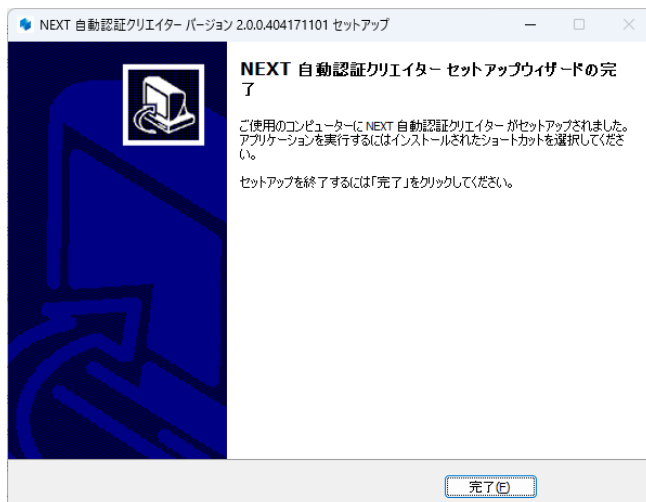 NEXT 自動認証クリエイター バージョン 2.0.0.404171101 セットアップ
NEXT 自動認証クリエイター セットアップウィザードの完
了
ご使用のコンピューターに NEXT 自動認証クリエイター がセットアップされました。
アプリケーションを実行するにはインストールされたショートカットを選択してくださ
い。
セットアップを終了するには「完了」をクリックしてください。
完了(F)